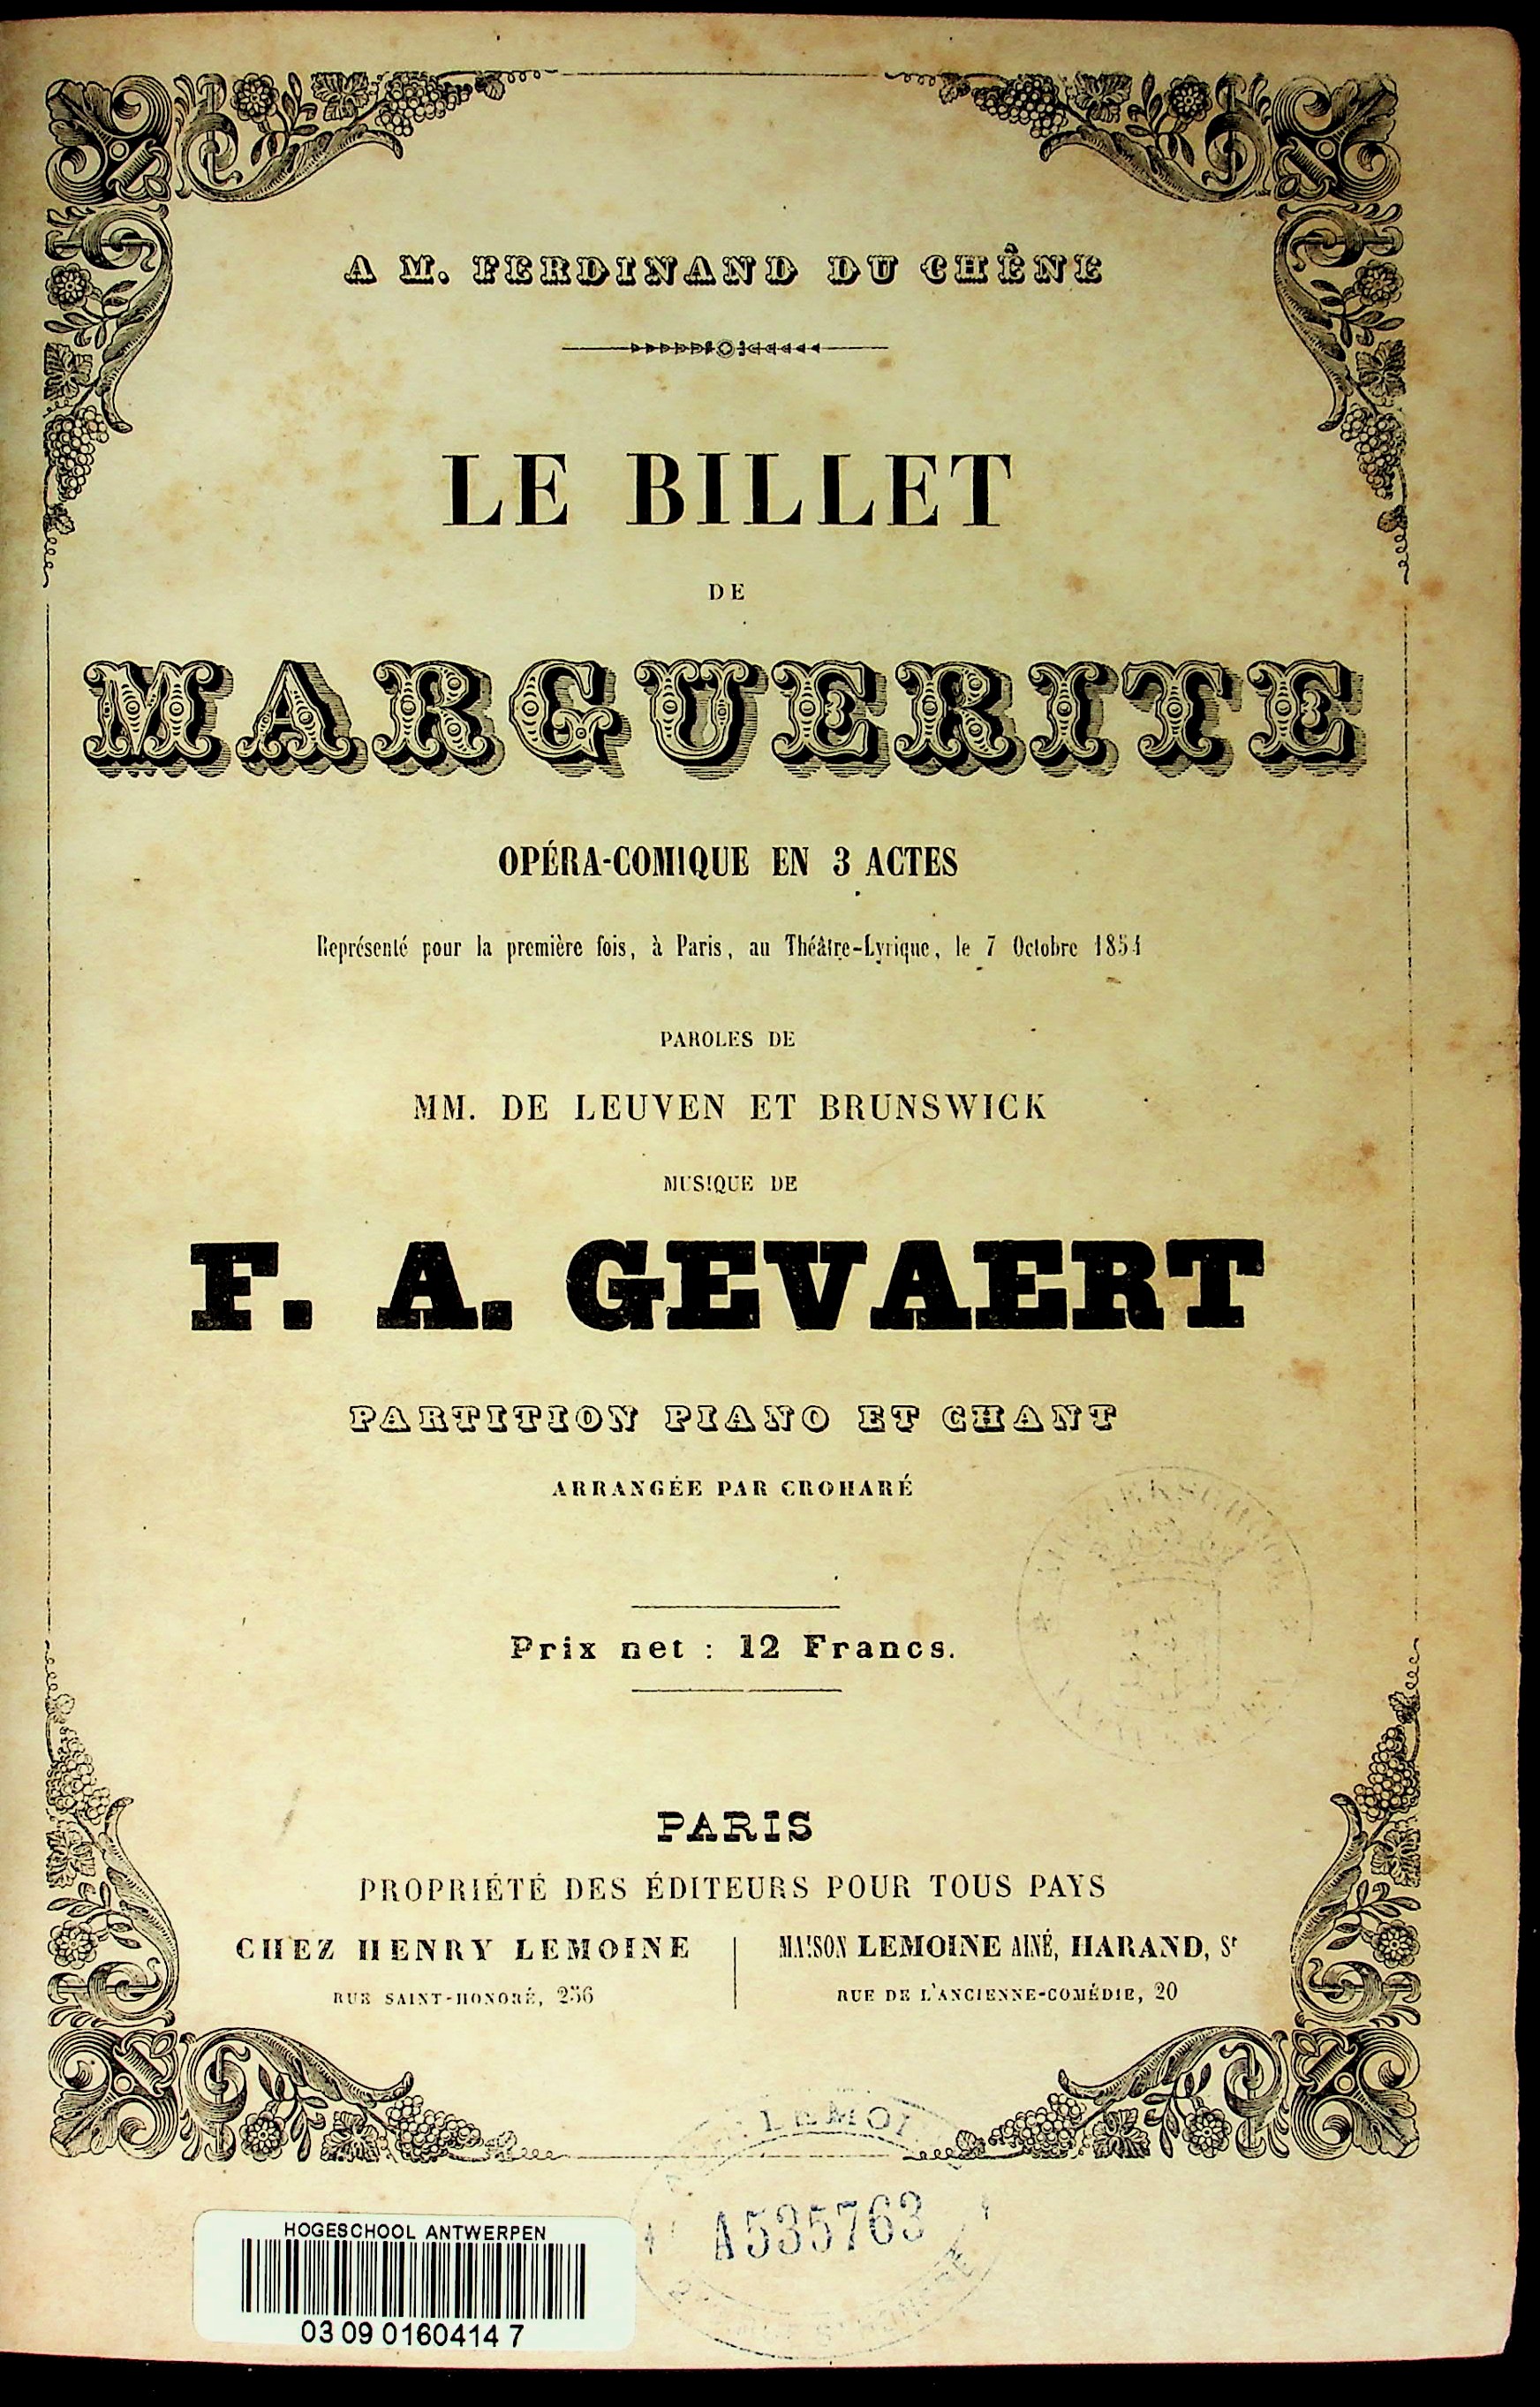 A M. FERDINAND DU CHÊNE
LE BILLET
DE
MARGUERITE
OPÉRA-COMIQUE EN 3 ACTES
Représenté pour la première fois, à Paris, au Théâtre-Lyrique, le 7 Octobre 1854
PAROLES DE
MM. DE LEUVEN ET BRUNSWICK
MUSIQUE DE
F. A. GEVAERT
PARTITION PIANO ET CHANT
ARRANGÉE PAR CROHARÉ
Prix net : 12 Francs.
PARIS
PROPRIÉTÉ DES ÉDITEURS POUR TOUS PAYS
CHEZ HENRY LEMOINE
RUE SAINT-HONORÉ, 256
MAISON LEMOINE AINÉ, HARAND, Sr
RUE DE L'ANCIENNE-COMÉDIE, 20
A535763
HOGESCHOOL ANTWERPEN
03 09 0160414 7